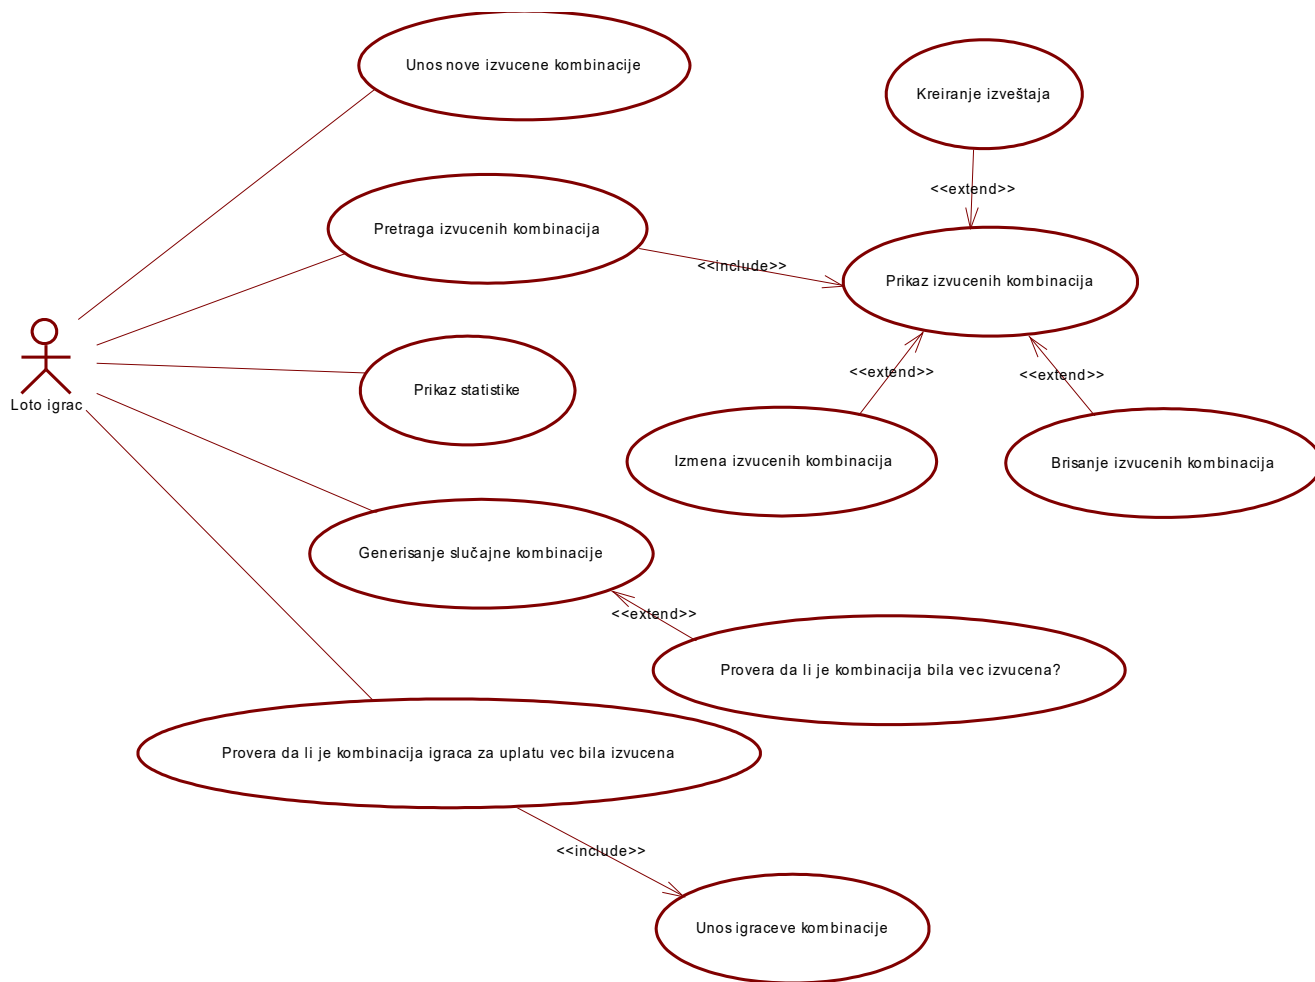 Unos nove izvucene kombinacije
Kreiranje izveštaja
<<extend>>
Pretraga izvucenih kombinacija
<<include>>
Prikaz izvucenih kombinacija
Loto igrac
Prikaz statistike
<<extend>>
<<extend>>
Izmena izvucenih kombinacija
Brisanje izvucenih kombinacija
Generisanje slučajne kombinacije
<<extend>>
Provera da li je kombinacija bila vec izvucena?
Provera da li je kombinacija igraca za uplatu vec bila izvucena
<<include>>
Unos igraceve kombinacije